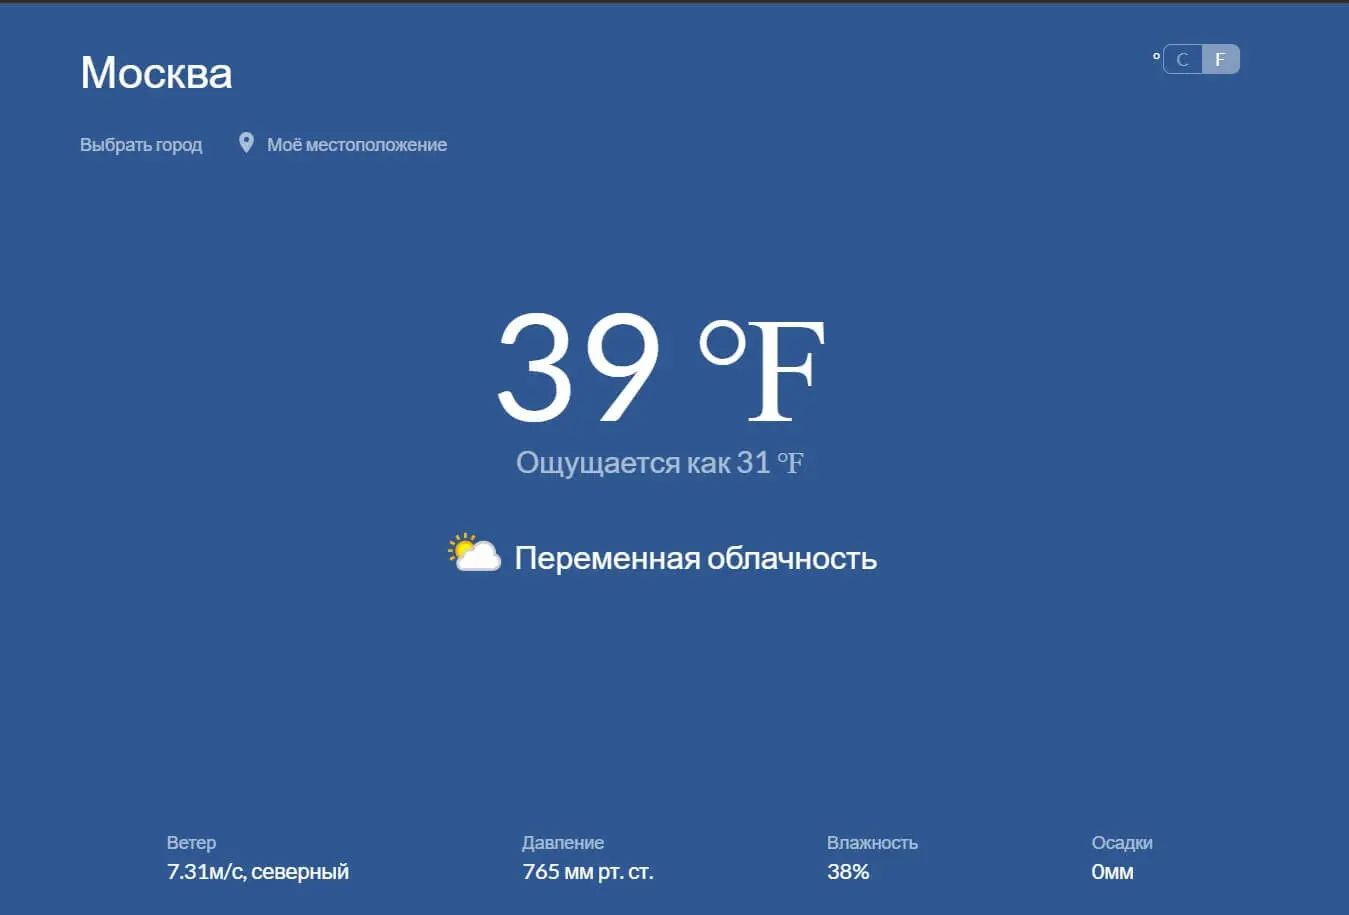 Москва
° C F
Выбрать город Моё местоположение
39 °F
Ощущается как 31 °F
Переменная облачность
Ветер Давление Влажность Осадки
7.31м/с, северный 765 мм рт. ст. 38% 0мм